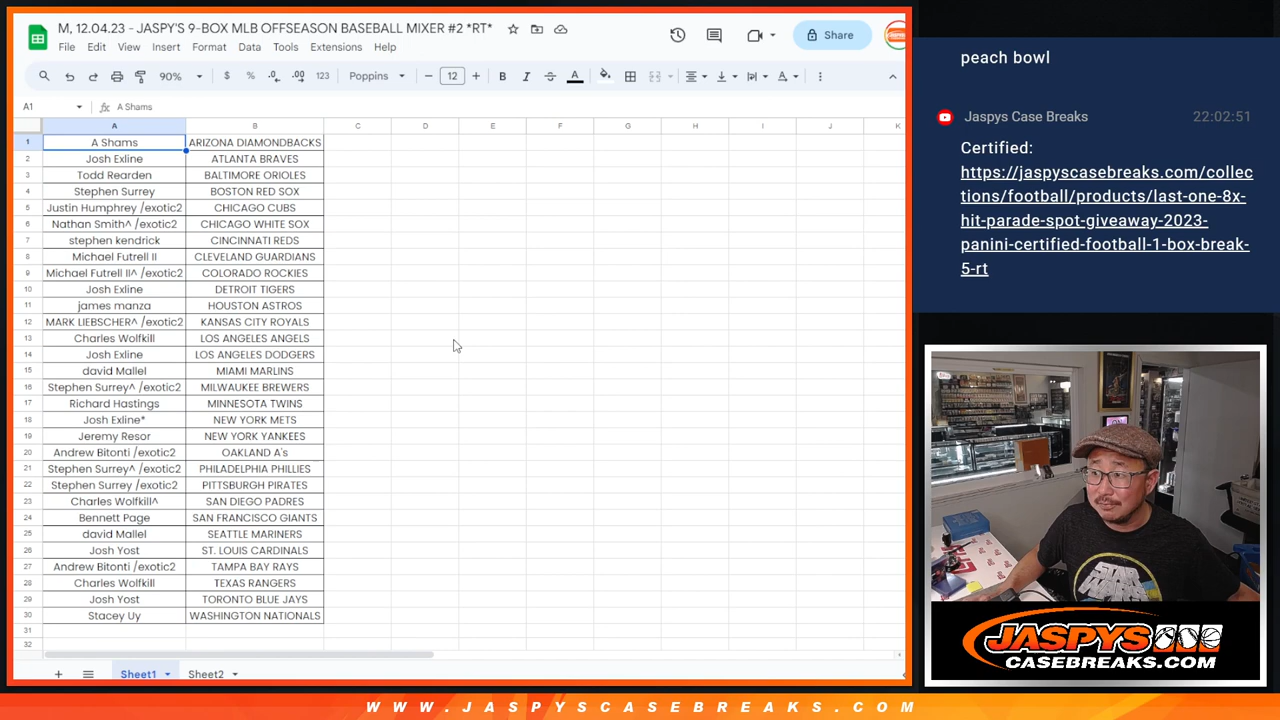 M, 12.04.23 - JASPY'S 9-BOX MLB OFFSEASON BASEBALL MIXER #2 *RT*
File Edit View Insert Format Data Tools Extensions Help
Share
90% $ % .0 .00 123 Poppins 12 B I A
A1 fx A Shams
A B C D E F G H I J K
1 A Shams ARIZONA DIAMONDBACKS
2 Josh Exline ATLANTA BRAVES
3 Todd Rearden BALTIMORE ORIOLES
4 Stephen Surrey BOSTON RED SOX
5 Justin Humphrey /exotic2 CHICAGO CUBS
6 Nathan Smith^ /exotic2 CHICAGO WHITE SOX
7 stephen kendrick CINCINNATI REDS
8 Michael Futrell II CLEVELAND GUARDIANS
9 Michael Futrell II^ /exotic2 COLORADO ROCKIES
10 Josh Exline DETROIT TIGERS
11 james manza HOUSTON ASTROS
12 MARK LIEBSCHER^ /exotic2 KANSAS CITY ROYALS
13 Charles Wolfkill LOS ANGELES ANGELS
14 Josh Exline LOS ANGELES DODGERS
15 david Mallel MIAMI MARLINS
16 Stephen Surrey^ /exotic2 MILWAUKEE BREWERS
17 Richard Hastings MINNESOTA TWINS
18 Josh Exline* NEW YORK METS
19 Jeremy Resor NEW YORK YANKEES
20 Andrew Bitonti /exotic2 OAKLAND A's
21 Stephen Surrey^ /exotic2 PHILADELPHIA PHILLIES
22 Stephen Surrey /exotic2 PITTSBURGH PIRATES
23 Charles Wolfkill^ SAN DIEGO PADRES
24 Bennett Page SAN FRANCISCO GIANTS
25 david Mallel SEATTLE MARINERS
26 Josh Yost ST. LOUIS CARDINALS
27 Andrew Bitonti /exotic2 TAMPA BAY RAYS
28 Charles Wolfkill TEXAS RANGERS
29 Josh Yost TORONTO BLUE JAYS
30 Stacey Uy WASHINGTON NATIONALS
31
32
Sheet1 Sheet2
peach bowl
Jaspys Case Breaks 22:02:51
Certified:
https://jaspyscasebreaks.com/collec
tions/football/products/last-one-8x-
hit-parade-spot-giveaway-2023-
panini-certified-football-1-box-break-
5-rt
STAR
WARS
JASPYS
CASEBREAKS.COM
WWW.JASPYSCASEBREAKS.COM